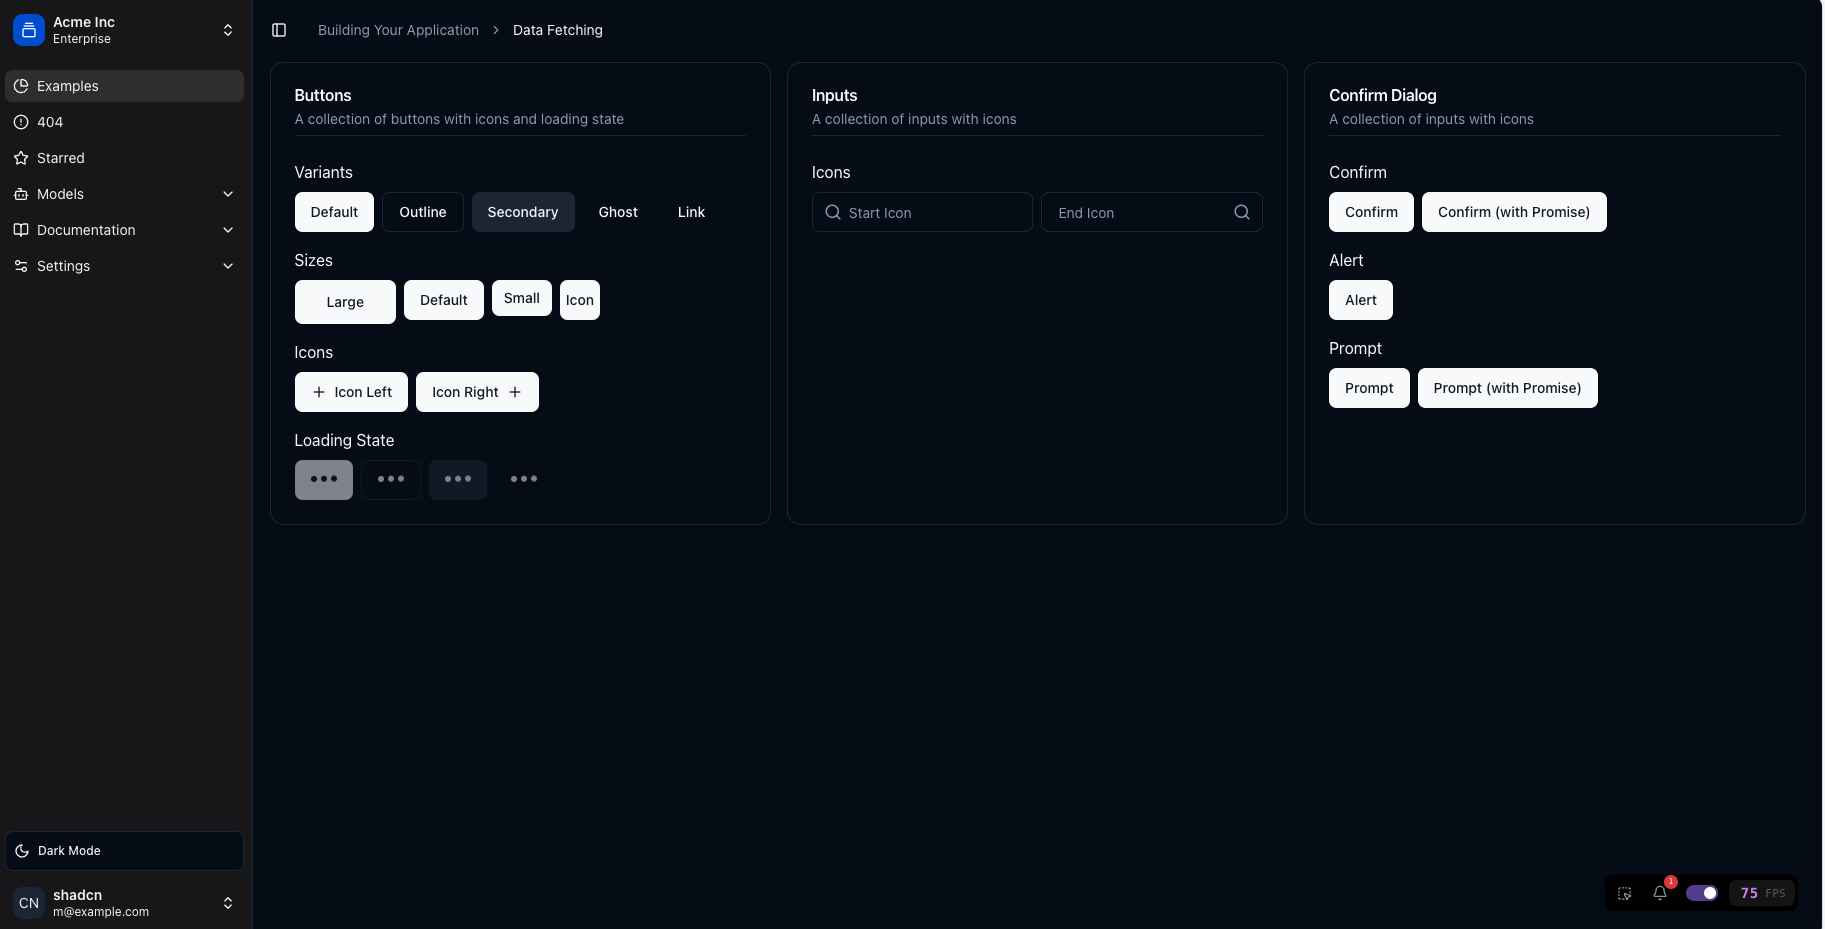 Acme Inc
Enterprise
Examples
404
Starred
Models
Documentation
Settings
Dark Mode
CN
shadcn
m@example.com
Building Your Application
Data Fetching
Buttons
A collection of buttons with icons and loading state
Variants
Default Outline Secondary Ghost Link
Sizes
Large Default Small Icon
Icons
Icon Left Icon Right
Loading State
Inputs
A collection of inputs with icons
Icons
Start Icon End Icon
Confirm Dialog
A collection of inputs with icons
Confirm
Confirm Confirm (with Promise)
Alert
Alert
Prompt
Prompt Prompt (with Promise)
1
75 FPS